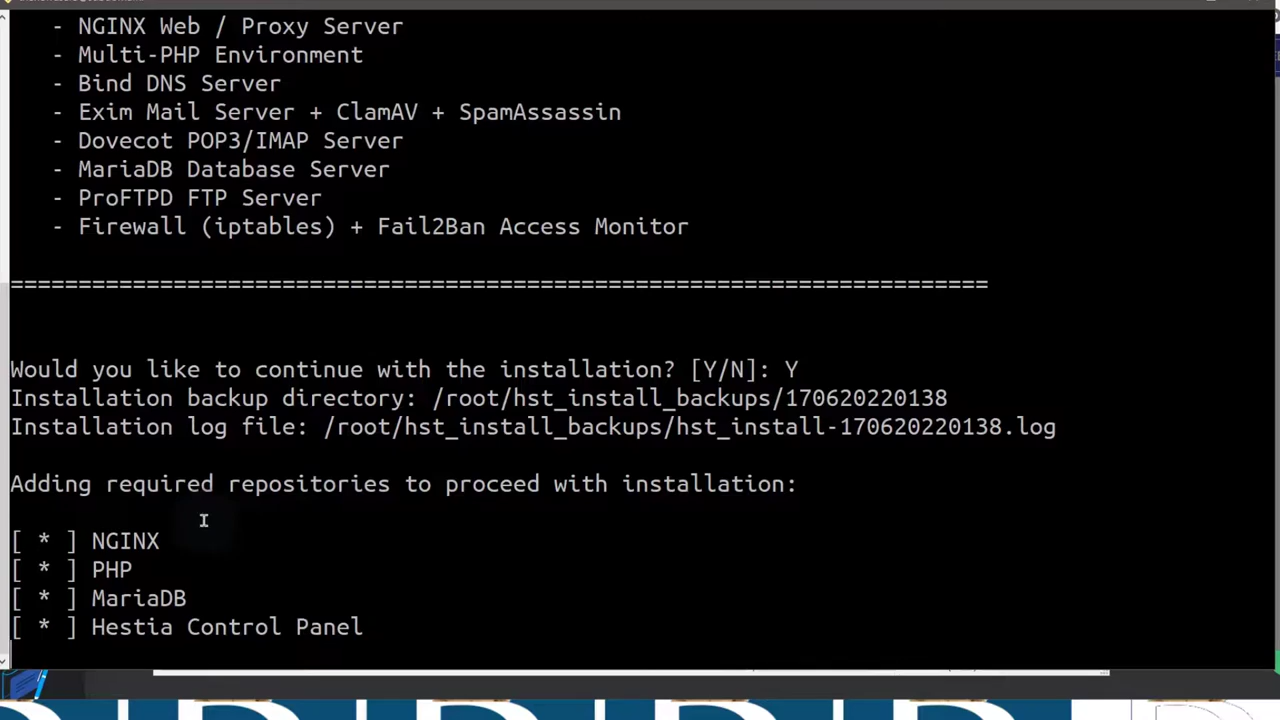 - NGINX Web / Proxy Server
- Multi-PHP Environment
- Bind DNS Server
- Exim Mail Server + ClamAV + SpamAssassin
- Dovecot POP3/IMAP Server
- MariaDB Database Server
- ProFTPD FTP Server
- Firewall (iptables) + Fail2Ban Access Monitor
========================================================================
Would you like to continue with the installation? [Y/N]: Y
Installation backup directory: /root/hst_install_backups/170620220138
Installation log file: /root/hst_install_backups/hst_install-170620220138.log
Adding required repositories to proceed with installation:
[ * ] NGINX
[ * ] PHP
[ * ] MariaDB
[ * ] Hestia Control Panel